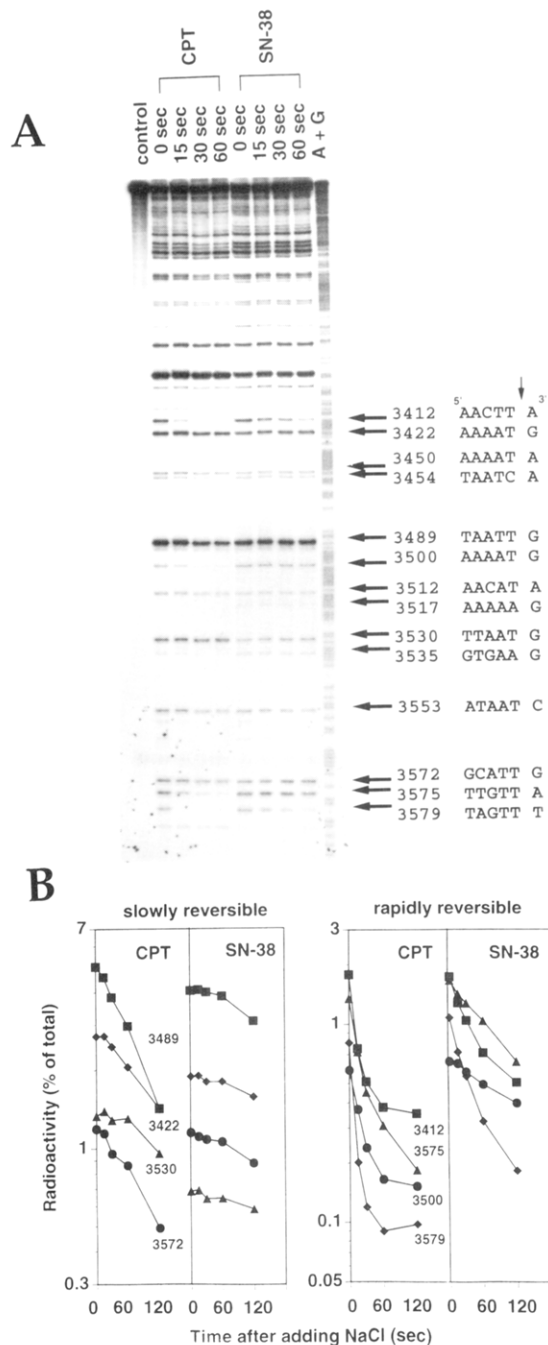 A
CPT
SN-38
control
0 sec
15 sec
30 sec
60 sec
0 sec
15 sec
30 sec
60 sec
A + G
5' 3'
3412 AACTT A
3422 AAAAT G
3450 AAAAT A
3454 TAATC A
3489 TAATT G
3500 AAAAT G
3512 AACAT A
3517 AAAAA G
3530 TTAAT G
3535 GTGAA G
3553 ATAAT C
3572 GCATT G
3575 TTGTT A
3579 TAGTT T
B
slowly reversible
rapidly reversible
7
CPT
SN-38
3
CPT
SN-38
1
3489
3422
1
3530
3572
3412
3575
3500
3579
0.1
0.3
0.05
Radioactivity (% of total)
0 60 120 0 60 120 0 60 120 0 60 120
Time after adding NaCl (sec)